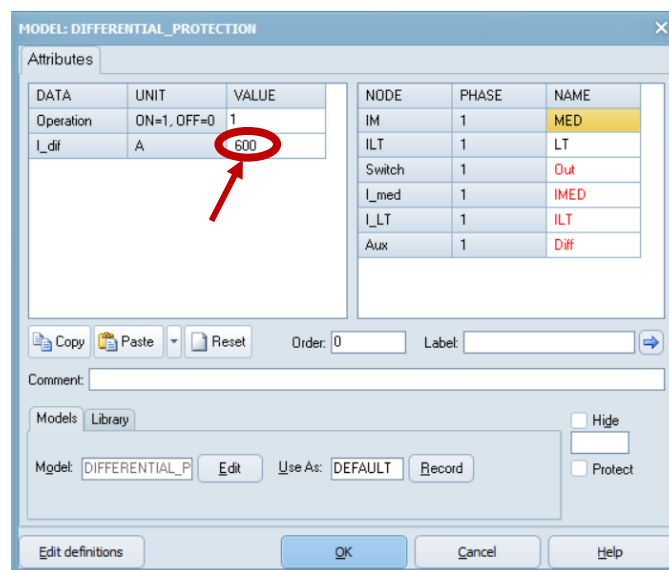 MODEL: DIFFERENTIAL_PROTECTION
Attributes
DATA UNIT VALUE
Operation ON=1, OFF=0 1
I_dif A 600
NODE PHASE NAME
IM 1 MED
ILT 1 LT
Switch 1 Out
I_med 1 IMED
I_LT 1 ILT
Aux 1 Diff
Copy Paste Reset Order: 0 Label:
Comment:
Models Library
Hide
Model: DIFFERENTIAL_P Edit Use As: DEFAULT Record
Protect
Edit definitions OK Cancel Help